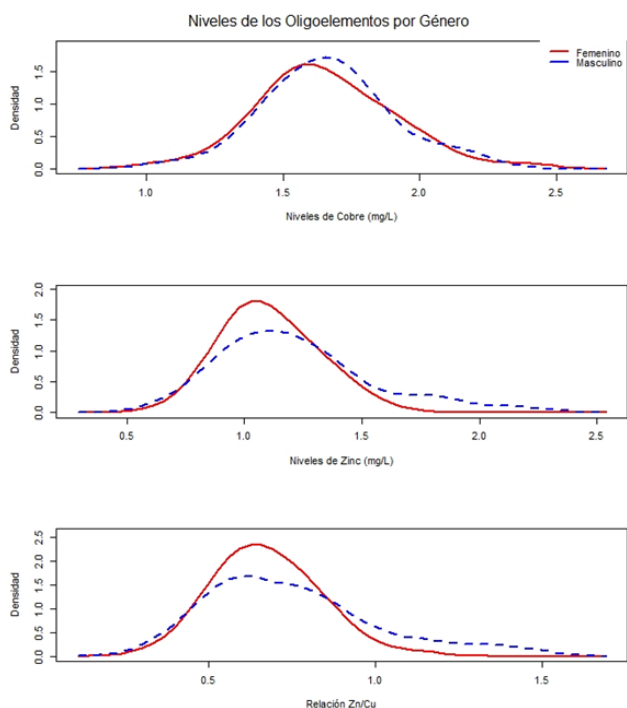 Niveles de los Oligoelementos por Género
Femenino
Masculino
Densidad
0.0 0.5 1.0 1.5
1.0 1.5 2.0 2.5
Niveles de Cobre (mg/L)
Densidad
0.0 0.5 1.0 1.5 2.0
0.5 1.0 1.5 2.0 2.5
Niveles de Zinc (mg/L)
Densidad
0.0 0.5 1.0 1.5 2.0 2.5
0.5 1.0 1.5
Relación Zn/Cu